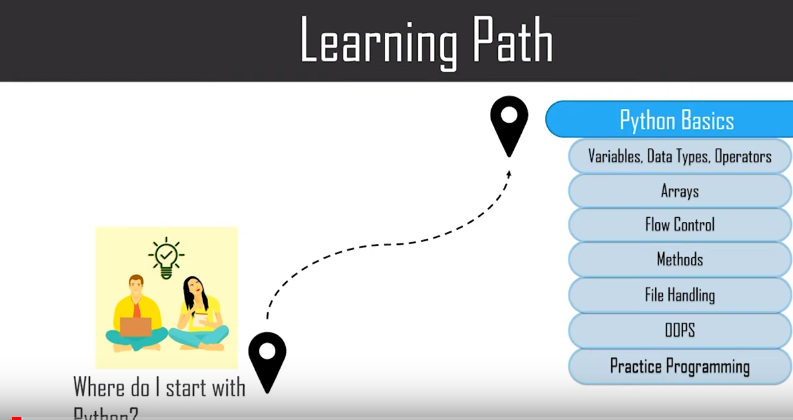 Learning Path
Python Basics
Variables, Data Types, Operators
Arrays
Flow Control
Methods
File Handling
OOPS
Practice Programming
Where do I start with
Python?